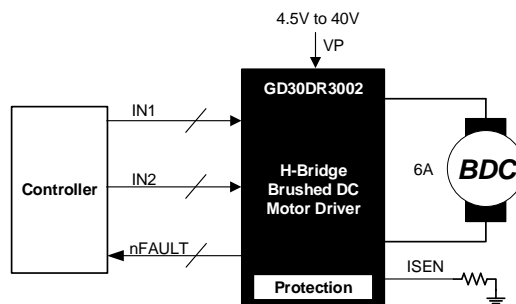 4.5V to 40V
VP
GD30DR3002
IN1
H-Bridge
Brushed DC
Motor Driver
6A
BDC
Controller
IN2
nFAULT
ISEN
Protection